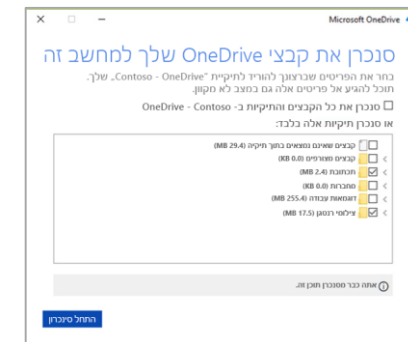 Microsoft OneDrive
סנכרן את קבצי OneDrive שלך למחשב זה
בחר את הפריטים שברצונך להוריד לתיקיית "Contoso - OneDrive„ שלך.
תוכל להגיע אל פריטים אלה גם במצב לא מקוון.
סנכרן את כל הקבצים והתיקיות ב- OneDrive - Contoso
או סנכרן תיקיות אלה בלבד:
קבצים שאינם נמצאים בתוך תיקיה (29.4 MB)
קבצים מצורפים (0.0 KB)
תכתובת (2.4 MB)
מחברות (0.0 KB)
דוגמאות עבודה (255.4 MB)
צילומי רנטגן (17.5 MB)
אתה כבר מסנכרן תוכן זה.
התחל סינכרון